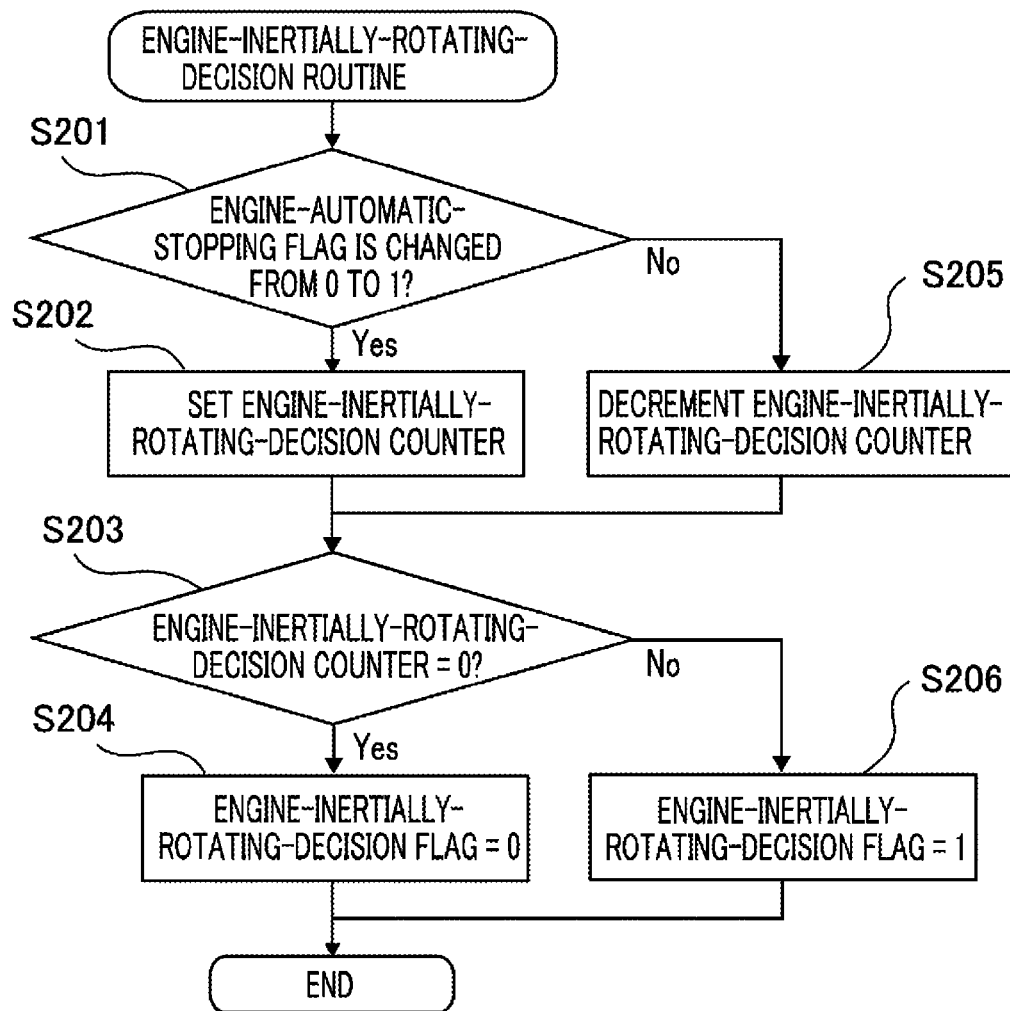 ENGINE-INERTIALLY-ROTATING-
DECISION ROUTINE
S201
ENGINE-AUTOMATIC-
STOPPING FLAG IS CHANGED
FROM 0 TO 1?
No
S205
S202
Yes
SET ENGINE-INERTIALLY-
ROTATING-DECISION COUNTER
DECREMENT ENGINE-INERTIALLY-
ROTATING-DECISION COUNTER
S203
ENGINE-INERTIALLY-ROTATING-
DECISION COUNTER = 0?
No
S206
S204
Yes
ENGINE-INERTIALLY-
ROTATING-DECISION FLAG = 0
ENGINE-INERTIALLY-
ROTATING-DECISION FLAG = 1
END